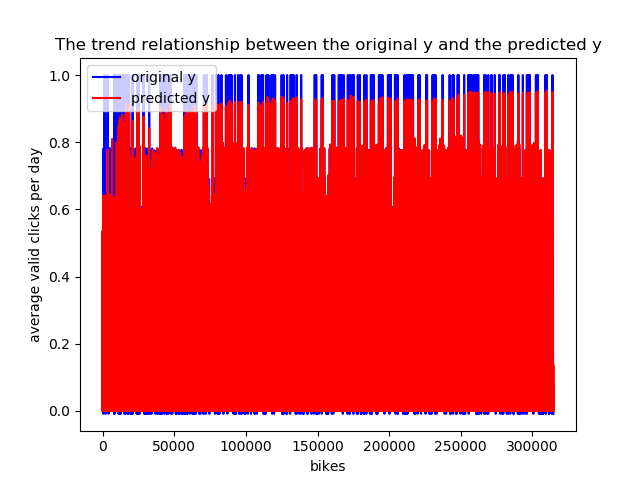 The trend relationship between the original y and the predicted y
original y
predicted y
average valid clicks per day
1.0
0.8
0.6
0.4
0.2
0.0
0
50000
100000
150000
200000
250000
300000
bikes